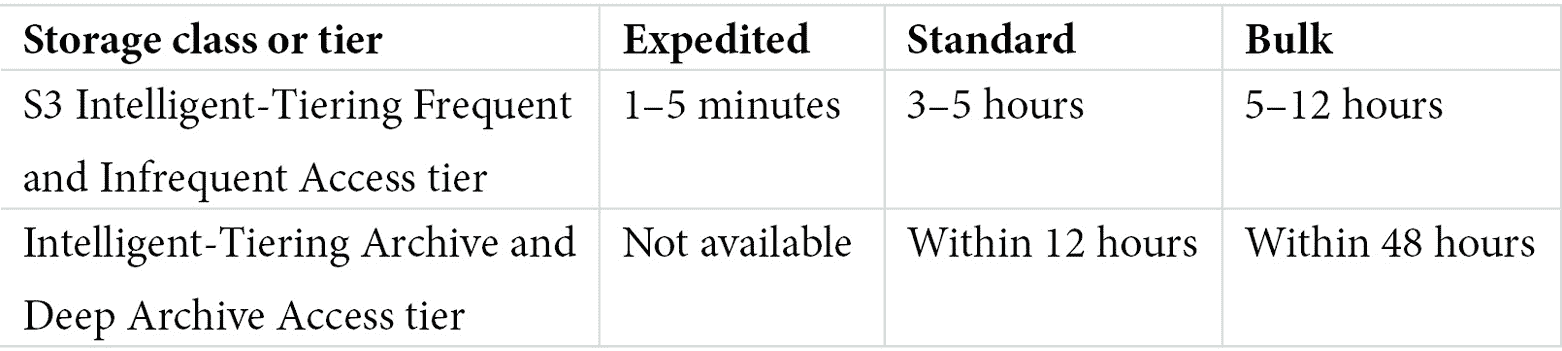 Storage class or tier Expedited Standard Bulk
S3 Intelligent-Tiering Frequent 1–5 minutes 3–5 hours 5–12 hours
and Infrequent Access tier
Intelligent-Tiering Archive and Not available Within 12 hours Within 48 hours
Deep Archive Access tier